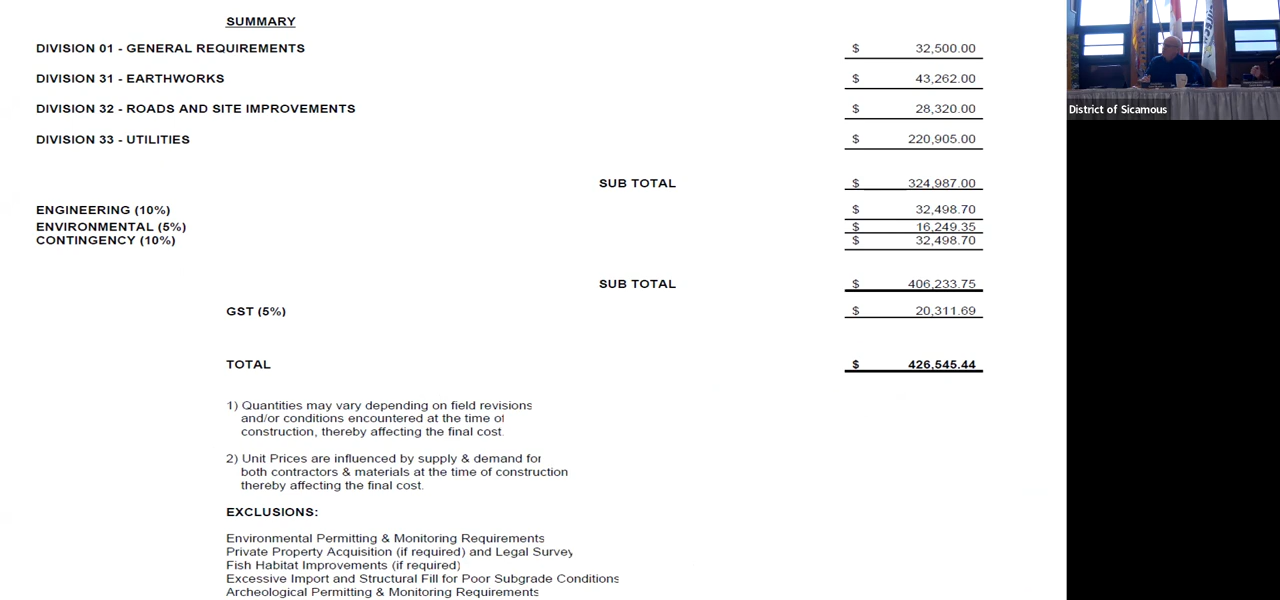 SUMMARY
DIVISION 01 - GENERAL REQUIREMENTS $ 32,500.00
DIVISION 31 - EARTHWORKS $ 43,262.00
DIVISION 32 - ROADS AND SITE IMPROVEMENTS $ 28,320.00
DIVISION 33 - UTILITIES $ 220,905.00
SUB TOTAL $ 324,987.00
ENGINEERING (10%) $ 32,498.70
ENVIRONMENTAL (5%) $ 16,249.35
CONTINGENCY (10%) $ 32,498.70
SUB TOTAL $ 406,233.75
GST (5%) $ 20,311.69
TOTAL $ 426,545.44
1) Quantities may vary depending on field revisions
and/or conditions encountered at the time of
construction, thereby affecting the final cost.
2) Unit Prices are influenced by supply & demand for
both contractors & materials at the time of construction
thereby affecting the final cost.
EXCLUSIONS:
Environmental Permitting & Monitoring Requirements
Private Property Acquisition (if required) and Legal Survey
Fish Habitat Improvements (if required)
Excessive Import and Structural Fill for Poor Subgrade Conditions
Archeological Permitting & Monitoring Requirements
District of Sicamous